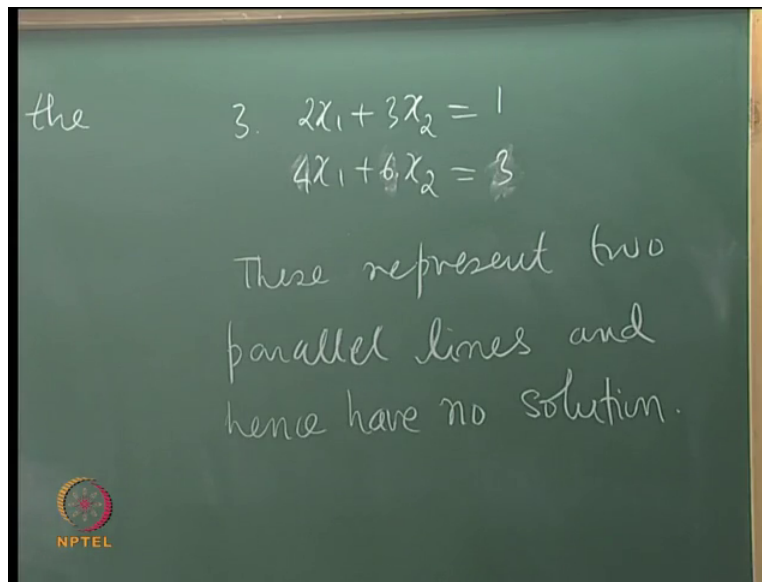 the
3. 2x₁ + 3x₂ = 1
4x₁ + 6x₂ = 3
These represent two
parallel lines and
hence have no solution.
NPTEL